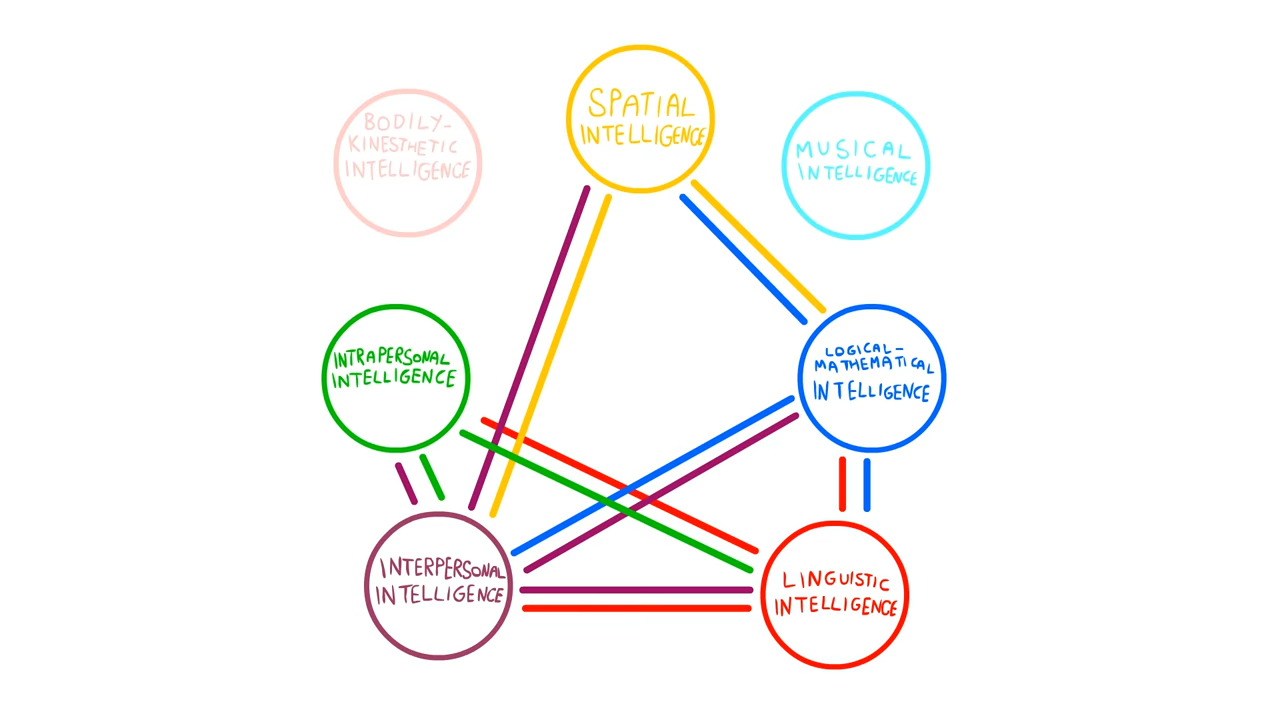 SPATIAL
INTELLIGENCE
BODILY-
KINESTHETIC
INTELLIGENCE
MUSICAL
INTELLIGENCE
INTRAPERSONAL
INTELLIGENCE
LOGICAL-
MATHEMATICAL
INTELLIGENCE
INTERPERSONAL
INTELLIGENCE
LINGUISTIC
INTELLIGENCE